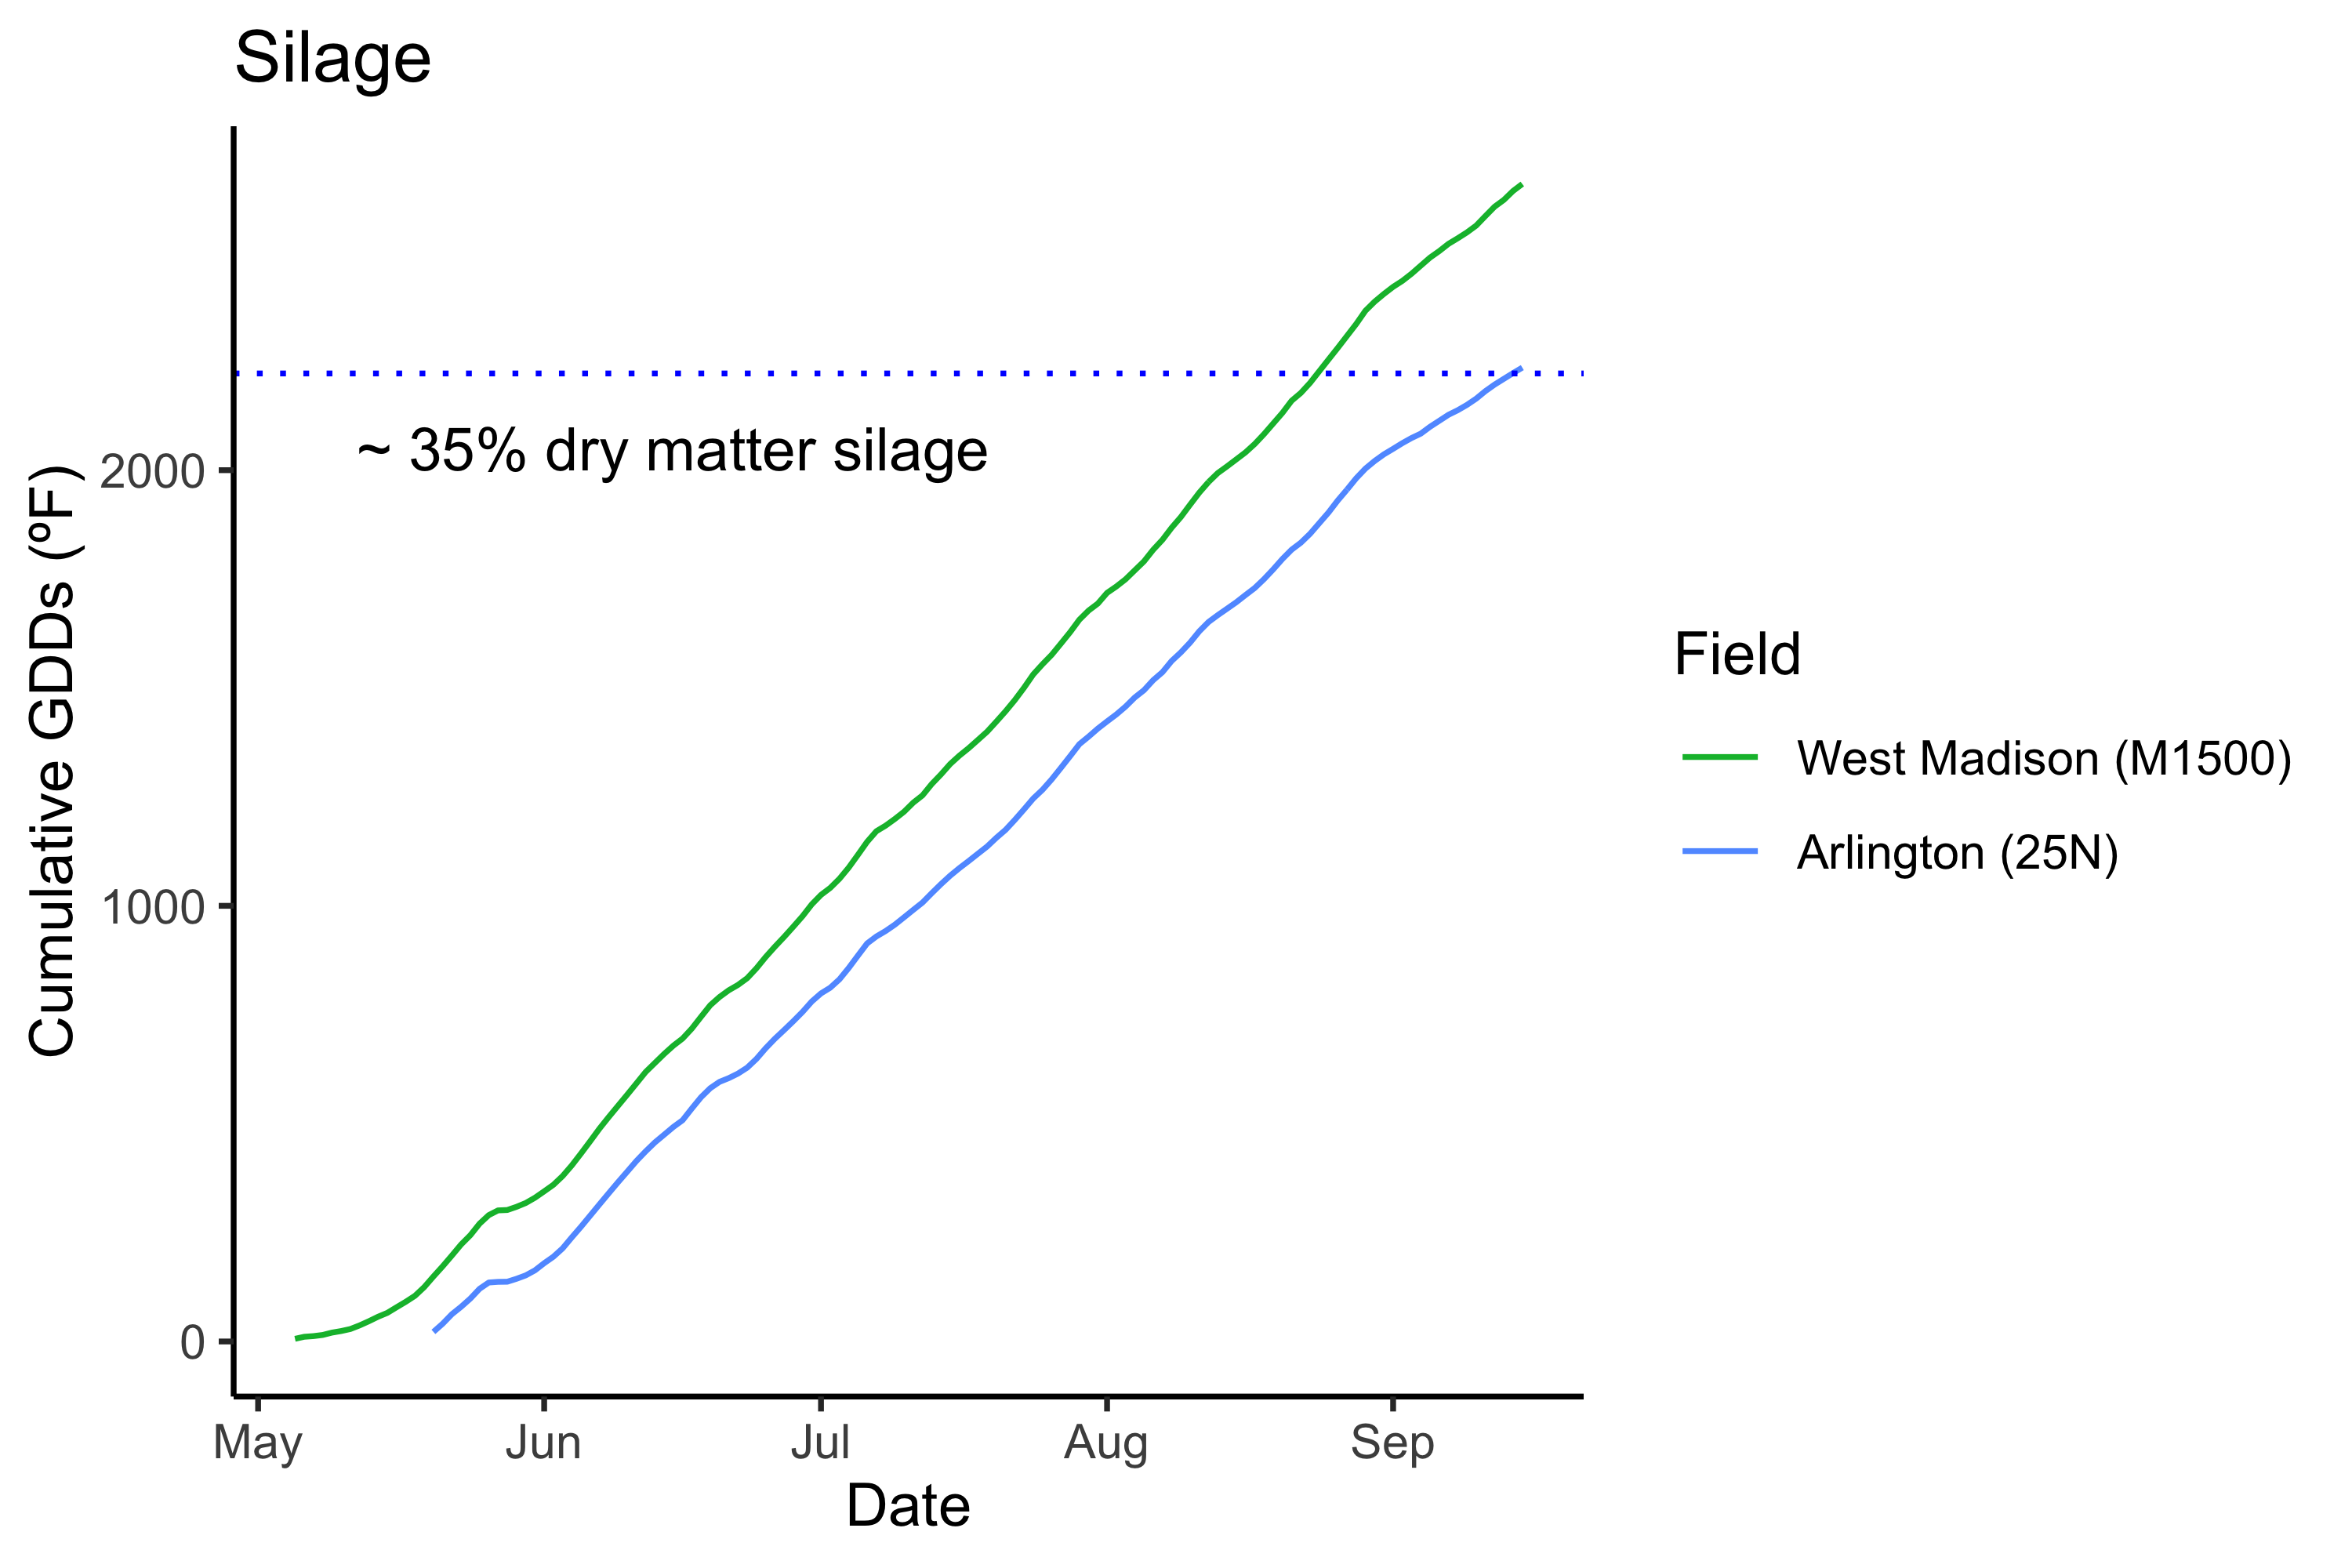 Silage
Cumulative GDDs (ºF)
2000
1000
0
~ 35% dry matter silage
May Jun Jul Aug Sep
Date
Field
West Madison (M1500)
Arlington (25N)